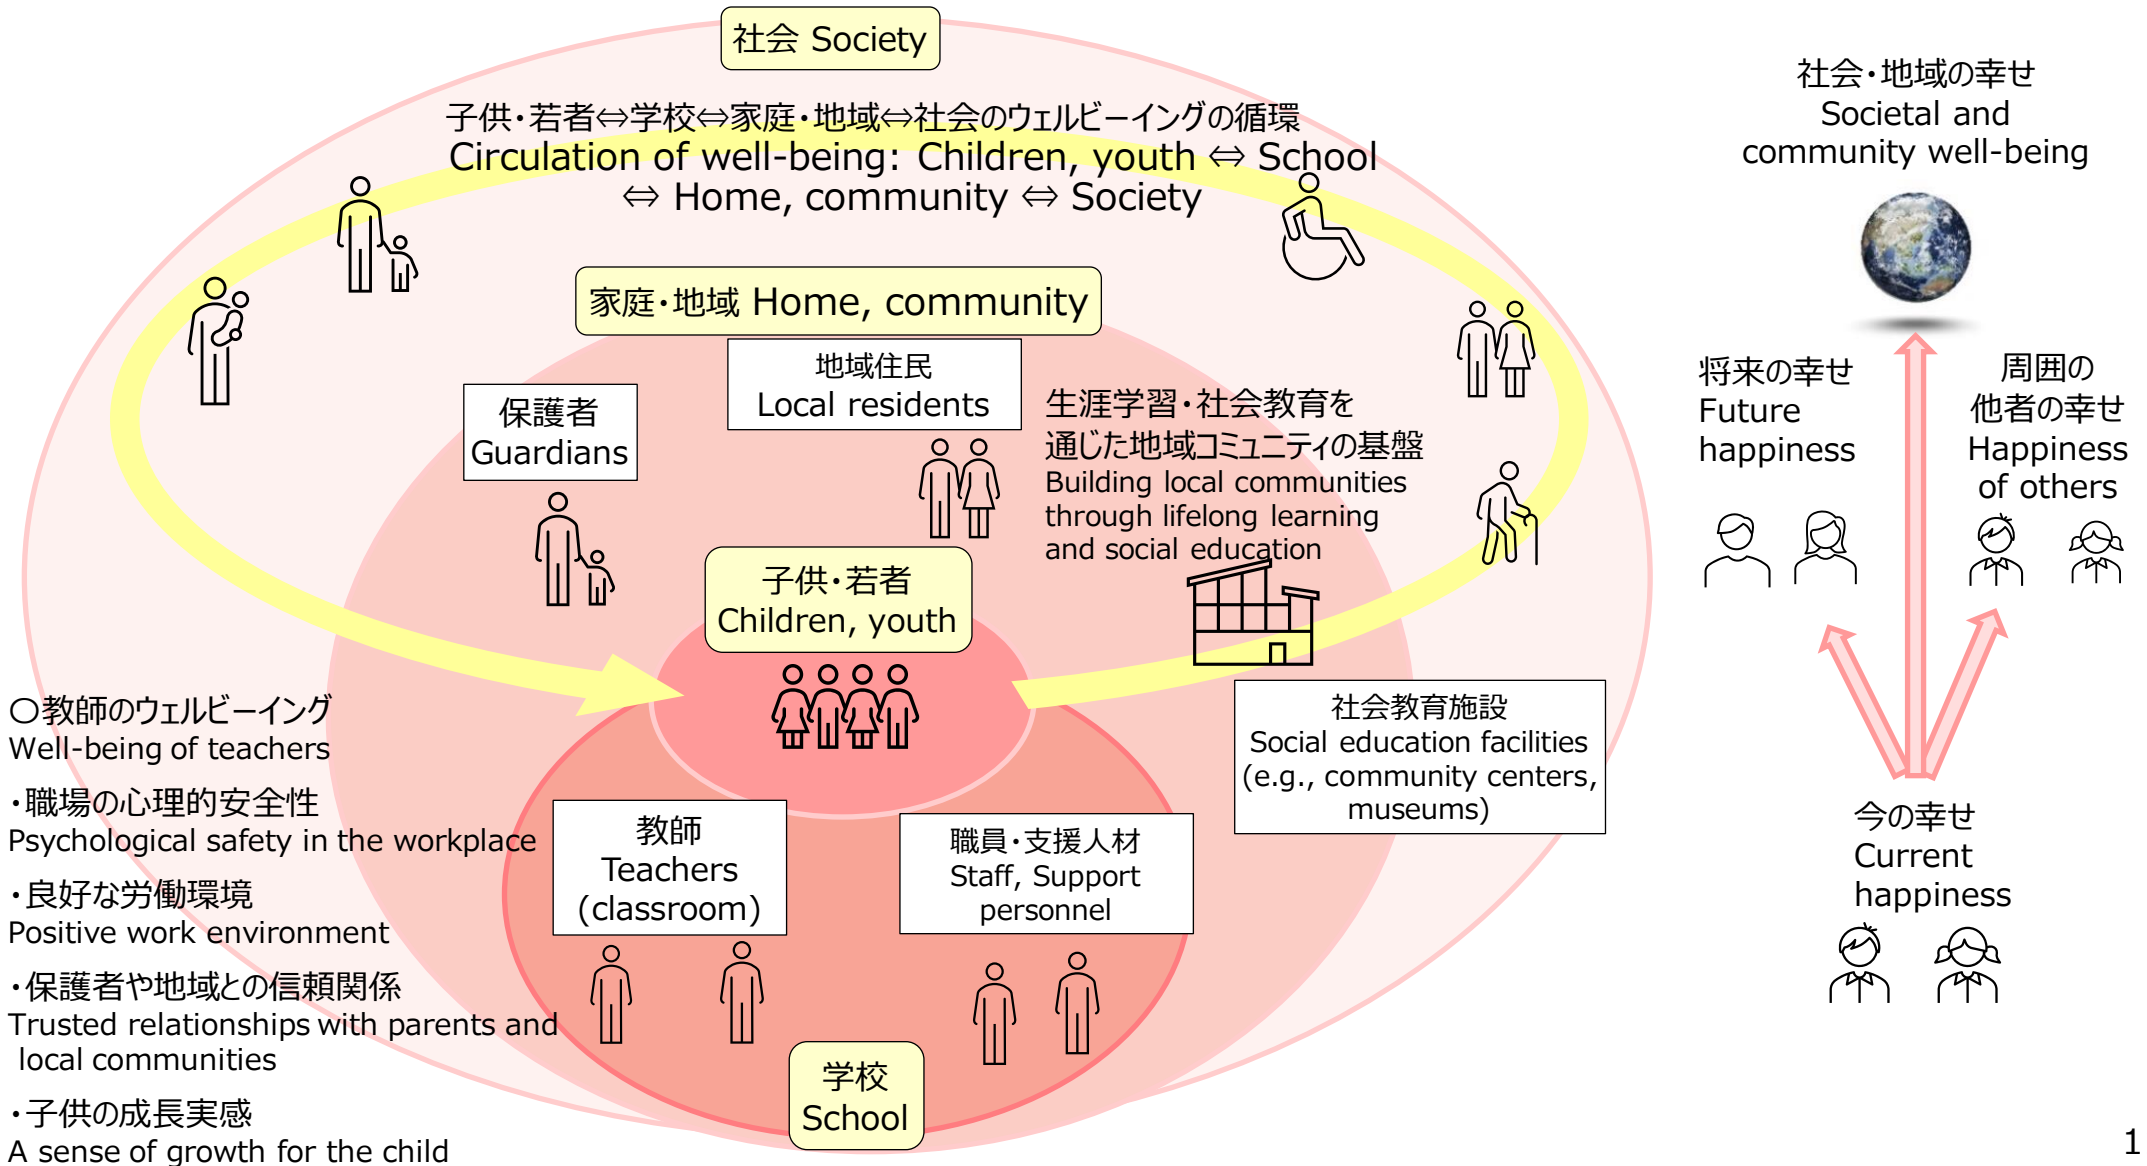 社会 Society
子供・若者⇔学校⇔家庭・地域⇔社会のウェルビーイングの循環
Circulation of well-being: Children, youth ⇔ School
⇔ Home, community ⇔ Society
家庭・地域 Home, community
地域住民
Local residents
保護者
Guardians
生涯学習・社会教育を
通じた地域コミュニティの基盤
Building local communities
through lifelong learning
and social education
子供・若者
Children, youth
社会教育施設
Social education facilities
(e.g., community centers,
museums)
教師
Teachers
(classroom)
職員・支援人材
Staff, Support
personnel
学校
School
〇教師のウェルビーイング
Well-being of teachers
・職場の心理的安全性
Psychological safety in the workplace
・良好な労働環境
Positive work environment
・保護者や地域との信頼関係
Trusted relationships with parents and
local communities
・子供の成長実感
A sense of growth for the child
社会・地域の幸せ
Societal and
community well-being
将来の幸せ
Future
happiness
周囲の
他者の幸せ
Happiness
of others
今の幸せ
Current
happiness
1